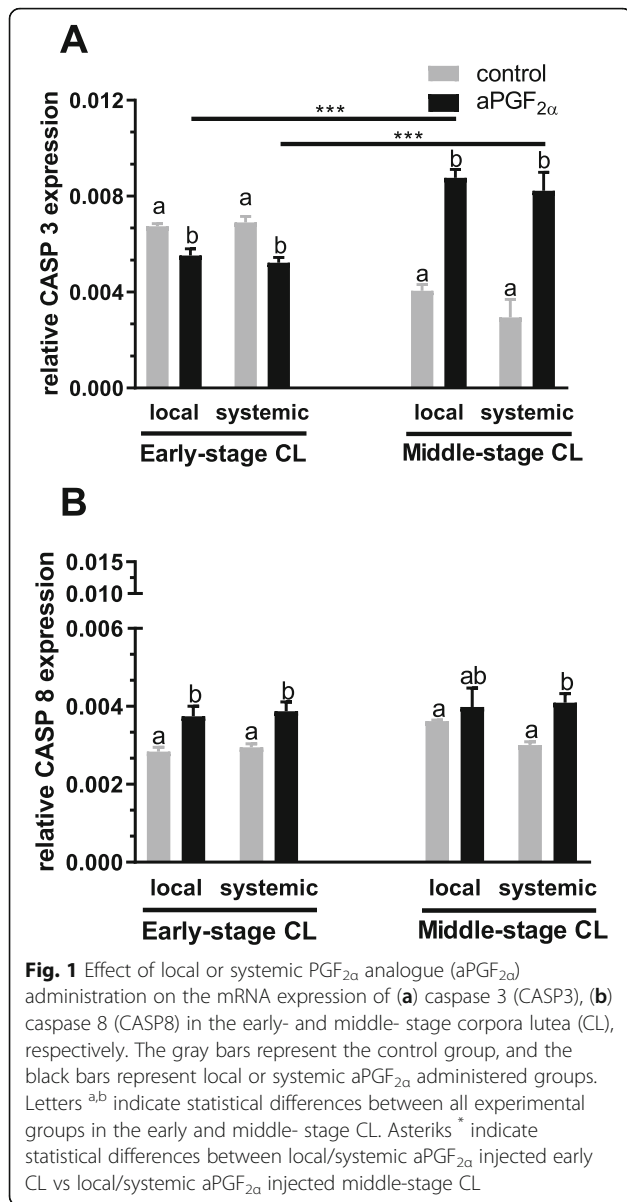 A
control
aPGF2α
0.012
0.008
0.004
0.000
relative CASP 3 expression
***
***
a
b
a
b
a
b
a
b
local systemic local systemic
Early-stage CL Middle-stage CL
B
0.015
0.010
0.006
0.004
0.002
0.000
relative CASP 8 expression
a
b
a
b
a
ab
a
b
local systemic local systemic
Early-stage CL Middle-stage CL
Fig. 1 Effect of local or systemic PGF2α analogue (aPGF2α)
administration on the mRNA expression of (a) caspase 3 (CASP3), (b)
caspase 8 (CASP8) in the early- and middle- stage corpora lutea (CL),
respectively. The gray bars represent the control group, and the
black bars represent local or systemic aPGF2α administered groups.
Letters a,b indicate statistical differences between all experimental
groups in the early and middle- stage CL. Asteriks * indicate
statistical differences between local/systemic aPGF2α injected early
CL vs local/systemic aPGF2α injected middle-stage CL